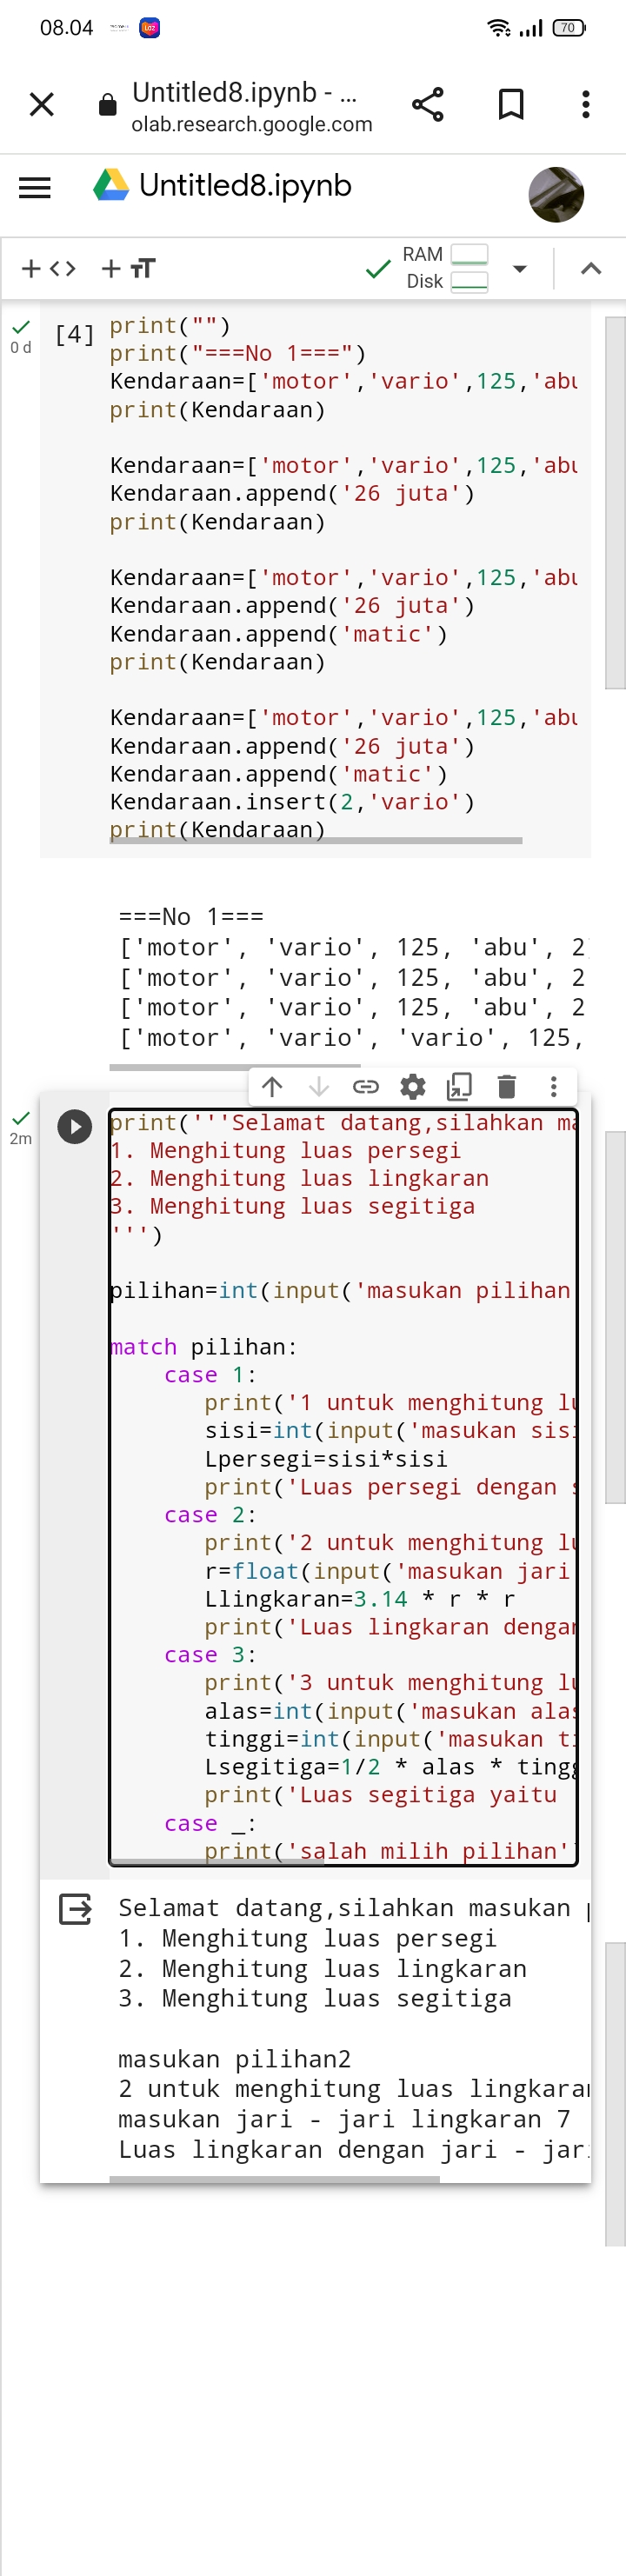 08.04
70
Untitled8.ipynb - ...
olab.research.google.com
Untitled8.ipynb
RAM
Disk
0 d
[4]
print("")
print("===No 1===")
Kendaraan=['motor','vario',125,'abu
print(Kendaraan)
Kendaraan=['motor','vario',125,'abu
Kendaraan.append('26 juta')
print(Kendaraan)
Kendaraan=['motor','vario',125,'abu
Kendaraan.append('26 juta')
Kendaraan.append('matic')
print(Kendaraan)
Kendaraan=['motor','vario',125,'abu
Kendaraan.append('26 juta')
Kendaraan.append('matic')
Kendaraan.insert(2,'vario')
print(Kendaraan)
===No 1===
['motor', 'vario', 125, 'abu', 2
['motor', 'vario', 125, 'abu', 2
['motor', 'vario', 125, 'abu', 2
['motor', 'vario', 'vario', 125,
2m
print('''Selamat datang,silahkan ma
1. Menghitung luas persegi
2. Menghitung luas lingkaran
3. Menghitung luas segitiga
''')
pilihan=int(input('masukan pilihan
match pilihan:
case 1:
print('1 untuk menghitung lu
sisi=int(input('masukan sisi
Lpersegi=sisi*sisi
print('Luas persegi dengan s
case 2:
print('2 untuk menghitung lu
r=float(input('masukan jari
Llingkaran=3.14 * r * r
print('Luas lingkaran dengan
case 3:
print('3 untuk menghitung lu
alas=int(input('masukan alas
tinggi=int(input('masukan ti
Lsegitiga=1/2 * alas * tingg
print('Luas segitiga yaitu
case _:
print('salah milih pilihan')
Selamat datang,silahkan masukan p
1. Menghitung luas persegi
2. Menghitung luas lingkaran
3. Menghitung luas segitiga
masukan pilihan2
2 untuk menghitung luas lingkaran
masukan jari - jari lingkaran 7
Luas lingkaran dengan jari - jari